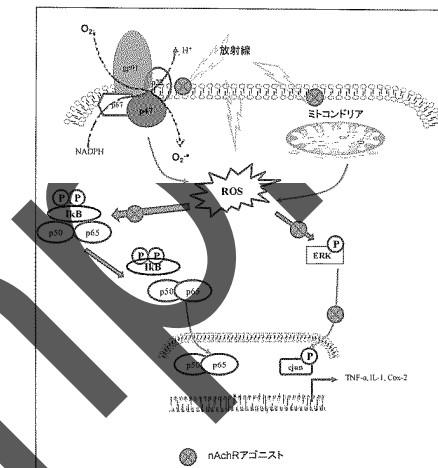 O₂
H⁺
放射線
p67
p47
NADPH
O₂⁻•
ミトコンドリア
ROS
P P
IkB
p50 p65
P
ERK
P P
IkB
p50 p65
p50 p65
P
cjun
TNF-α, IL-1, Cox-2
nAchRアゴニスト